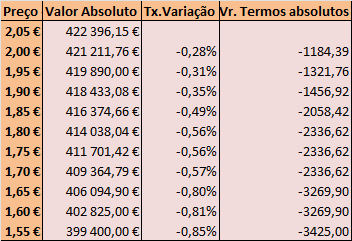 Preço Valor Absoluto Tx.Variação Vr. Termos absolutos
2,05 € 422 396,15 €
2,00 € 421 211,76 € -0,28% -1184,39
1,95 € 419 890,00 € -0,31% -1321,76
1,90 € 418 433,08 € -0,35% -1456,92
1,85 € 416 374,66 € -0,49% -2058,42
1,80 € 414 038,04 € -0,56% -2336,62
1,75 € 411 701,42 € -0,56% -2336,62
1,70 € 409 364,79 € -0,57% -2336,62
1,65 € 406 094,90 € -0,80% -3269,90
1,60 € 402 825,00 € -0,81% -3269,90
1,55 € 399 400,00 € -0,85% -3425,00